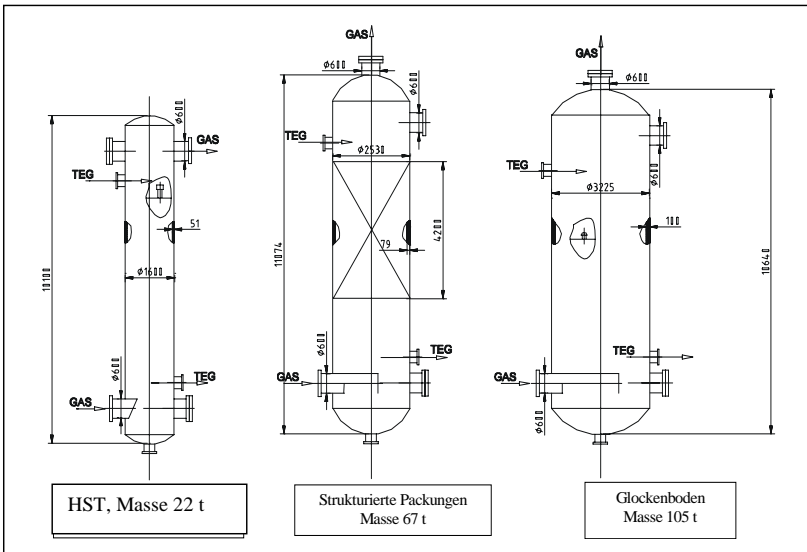 GAS
TEG
ϕ600
ϕ1600
51
10100
TEG
GAS
ϕ600
HST, Masse 22 t
GAS
ϕ600
ϕ600
TEG
ϕ2530
4200
79
11074
ϕ600
TEG
GAS
Strukturierte Packungen
Masse 67 t
GAS
ϕ600
ϕ600
TEG
ϕ3225
100
10640
TEG
GAS
ϕ600
Glockenboden
Masse 105 t